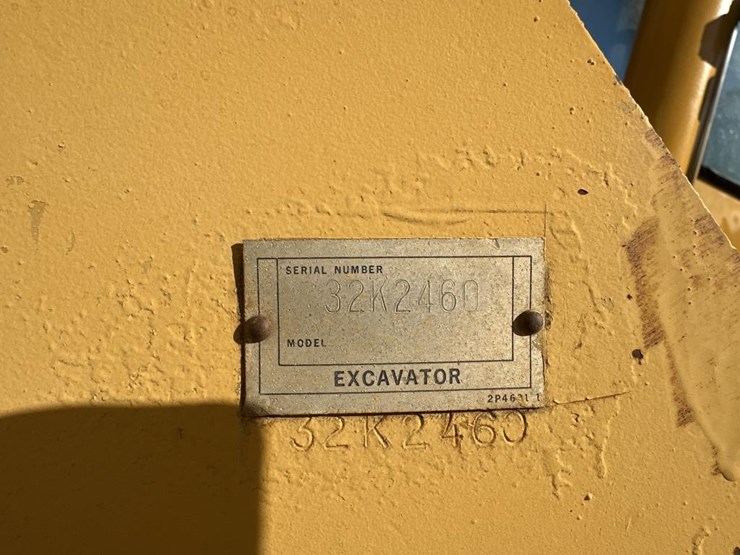 SERIAL NUMBER
32K2460
MODEL
EXCAVATOR
32K2460